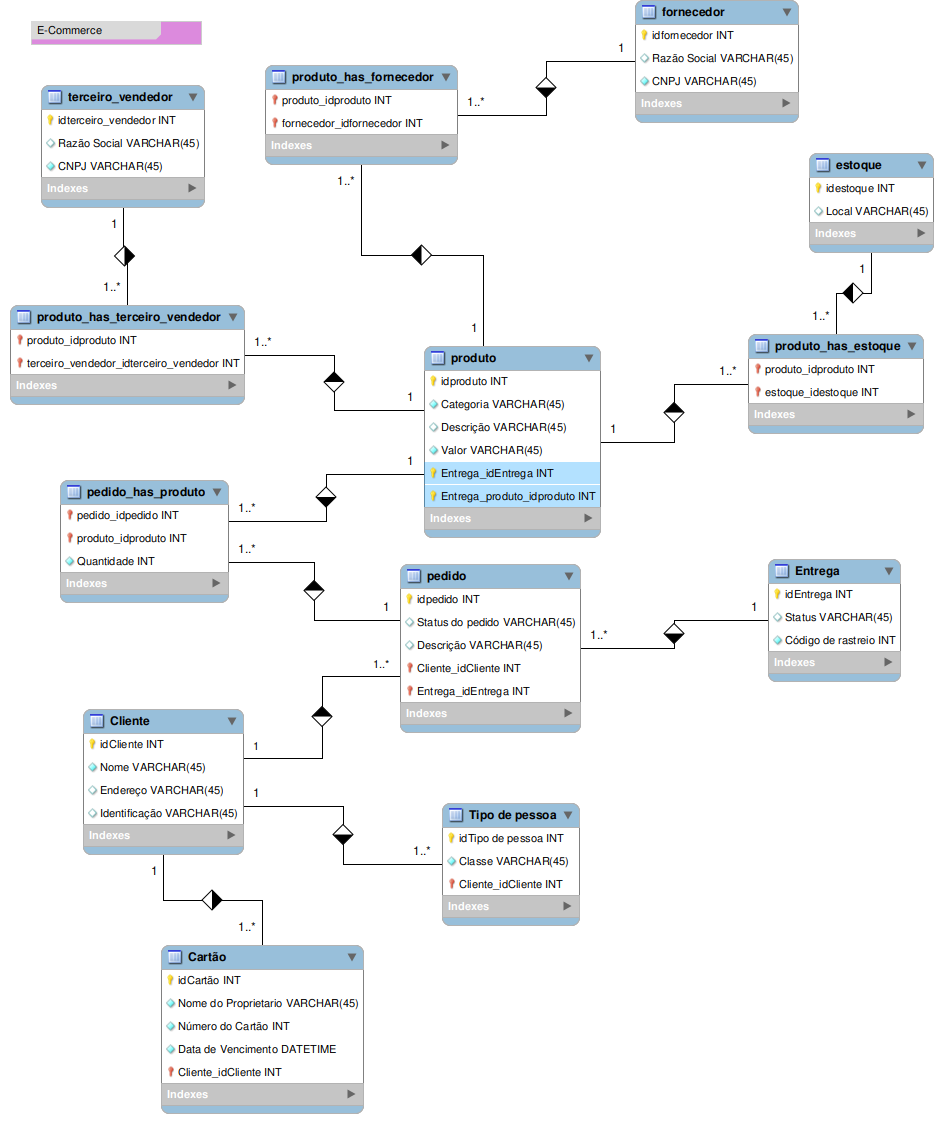 E-Commerce
fornecedor
idfornecedor INT
Razão Social VARCHAR(45)
CNPJ VARCHAR(45)
Indexes
1
1..*
produto_has_fornecedor
produto_idproduto INT
fornecedor_idfornecedor INT
Indexes
1..*
1
terceiro_vendedor
idterceiro_vendedor INT
Razão Social VARCHAR(45)
CNPJ VARCHAR(45)
Indexes
1
1..*
estoque
idestoque INT
Local VARCHAR(45)
Indexes
1
1..*
produto_has_terceiro_vendedor
produto_idproduto INT
terceiro_vendedor_idterceiro_vendedor INT
Indexes
1..*
1
produto_has_estoque
produto_idproduto INT
estoque_idestoque INT
Indexes
1..*
1
produto
idproduto INT
Categoria VARCHAR(45)
Descrição VARCHAR(45)
Valor VARCHAR(45)
Entrega_idEntrega INT
Entrega_produto_idproduto INT
Indexes
1
1..*
pedido_has_produto
pedido_idpedido INT
produto_idproduto INT
Quantidade INT
Indexes
1..*
1
pedido
idpedido INT
Status do pedido VARCHAR(45)
Descrição VARCHAR(45)
Cliente_idCliente INT
Entrega_idEntrega INT
Indexes
1..*
1
Entrega
idEntrega INT
Status VARCHAR(45)
Código de rastreio INT
Indexes
1..*
1
Cliente
idCliente INT
Nome VARCHAR(45)
Endereço VARCHAR(45)
Identificação VARCHAR(45)
Indexes
1
1..*
Tipo de pessoa
idTipo de pessoa INT
Classe VARCHAR(45)
Cliente_idCliente INT
Indexes
1
1..*
Cartão
idCartão INT
Nome do Proprietario VARCHAR(45)
Número do Cartão INT
Data de Vencimento DATETIME
Cliente_idCliente INT
Indexes